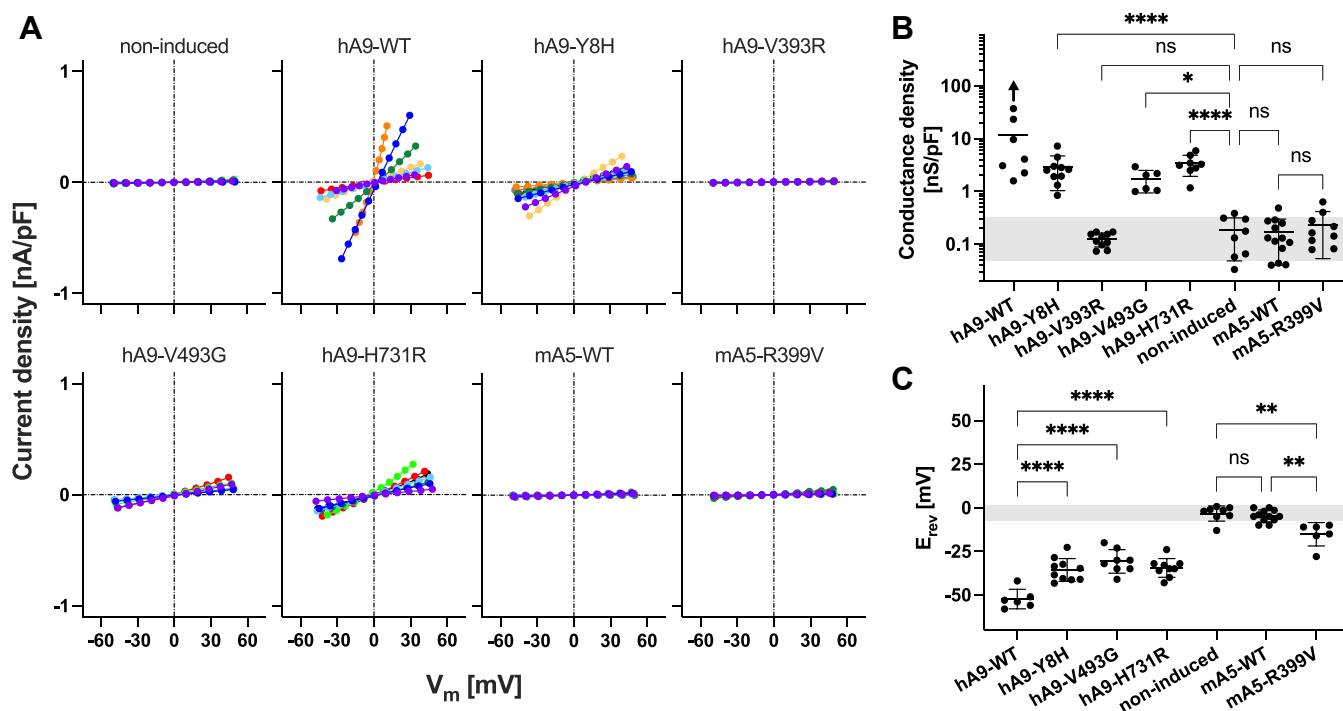 A
non-induced
hA9-WT
hA9-Y8H
hA9-V393R
1
0
-1
hA9-V493G
hA9-H731R
mA5-WT
mA5-R399V
1
0
-1
-60 -30 0 30 60
-60 -30 0 30 60
-60 -30 0 30 60
-60 -30 0 30 60
Current density [nA/pF]
Vm [mV]
B
****
ns
ns
*
****
ns
ns
100
10
1
0.1
Conductance density
[nS/pF]
hA9-WT
hA9-Y8H
hA9-V393R
hA9-V493G
hA9-H731R
non-induced
mA5-WT
mA5-R399V
C
****
**
****
ns
**
****
50
25
0
-25
-50
Erev [mV]
hA9-WT
hA9-Y8H
hA9-V493G
hA9-H731R
non-induced
mA5-WT
mA5-R399V